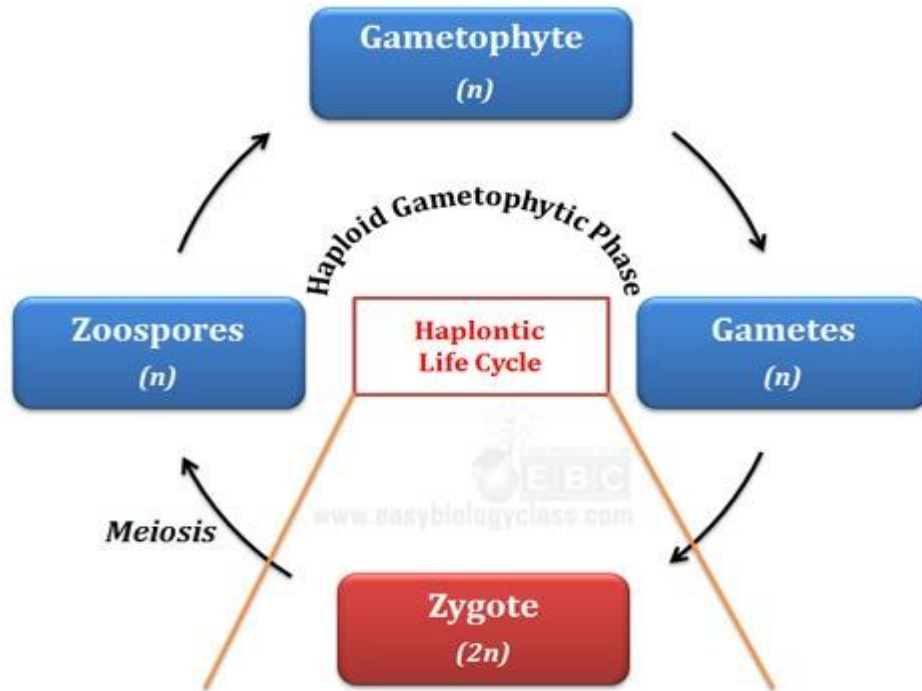 Gametophyte
(n)
Haploid Gametophytic Phase
Zoospores
(n)
Haplontic
Life Cycle
Gametes
(n)
EBC
www.easybiologyclass.com
Meiosis
Zygote
(2n)